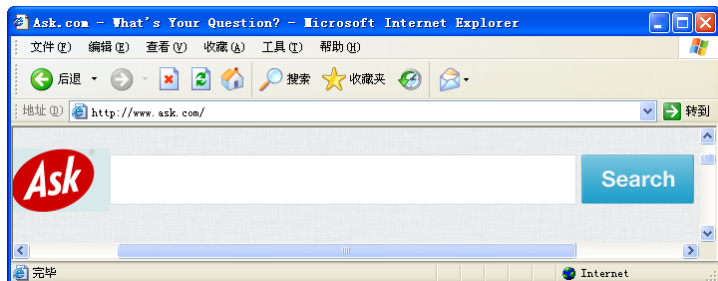 Ask.com - What's Your Question? - Microsoft Internet Explorer
文件(F) 编辑(E) 查看(V) 收藏(A) 工具(T) 帮助(H)
后退 搜索 收藏夹
地址(D) http://www.ask.com/ 转到
Ask Search
完毕 Internet